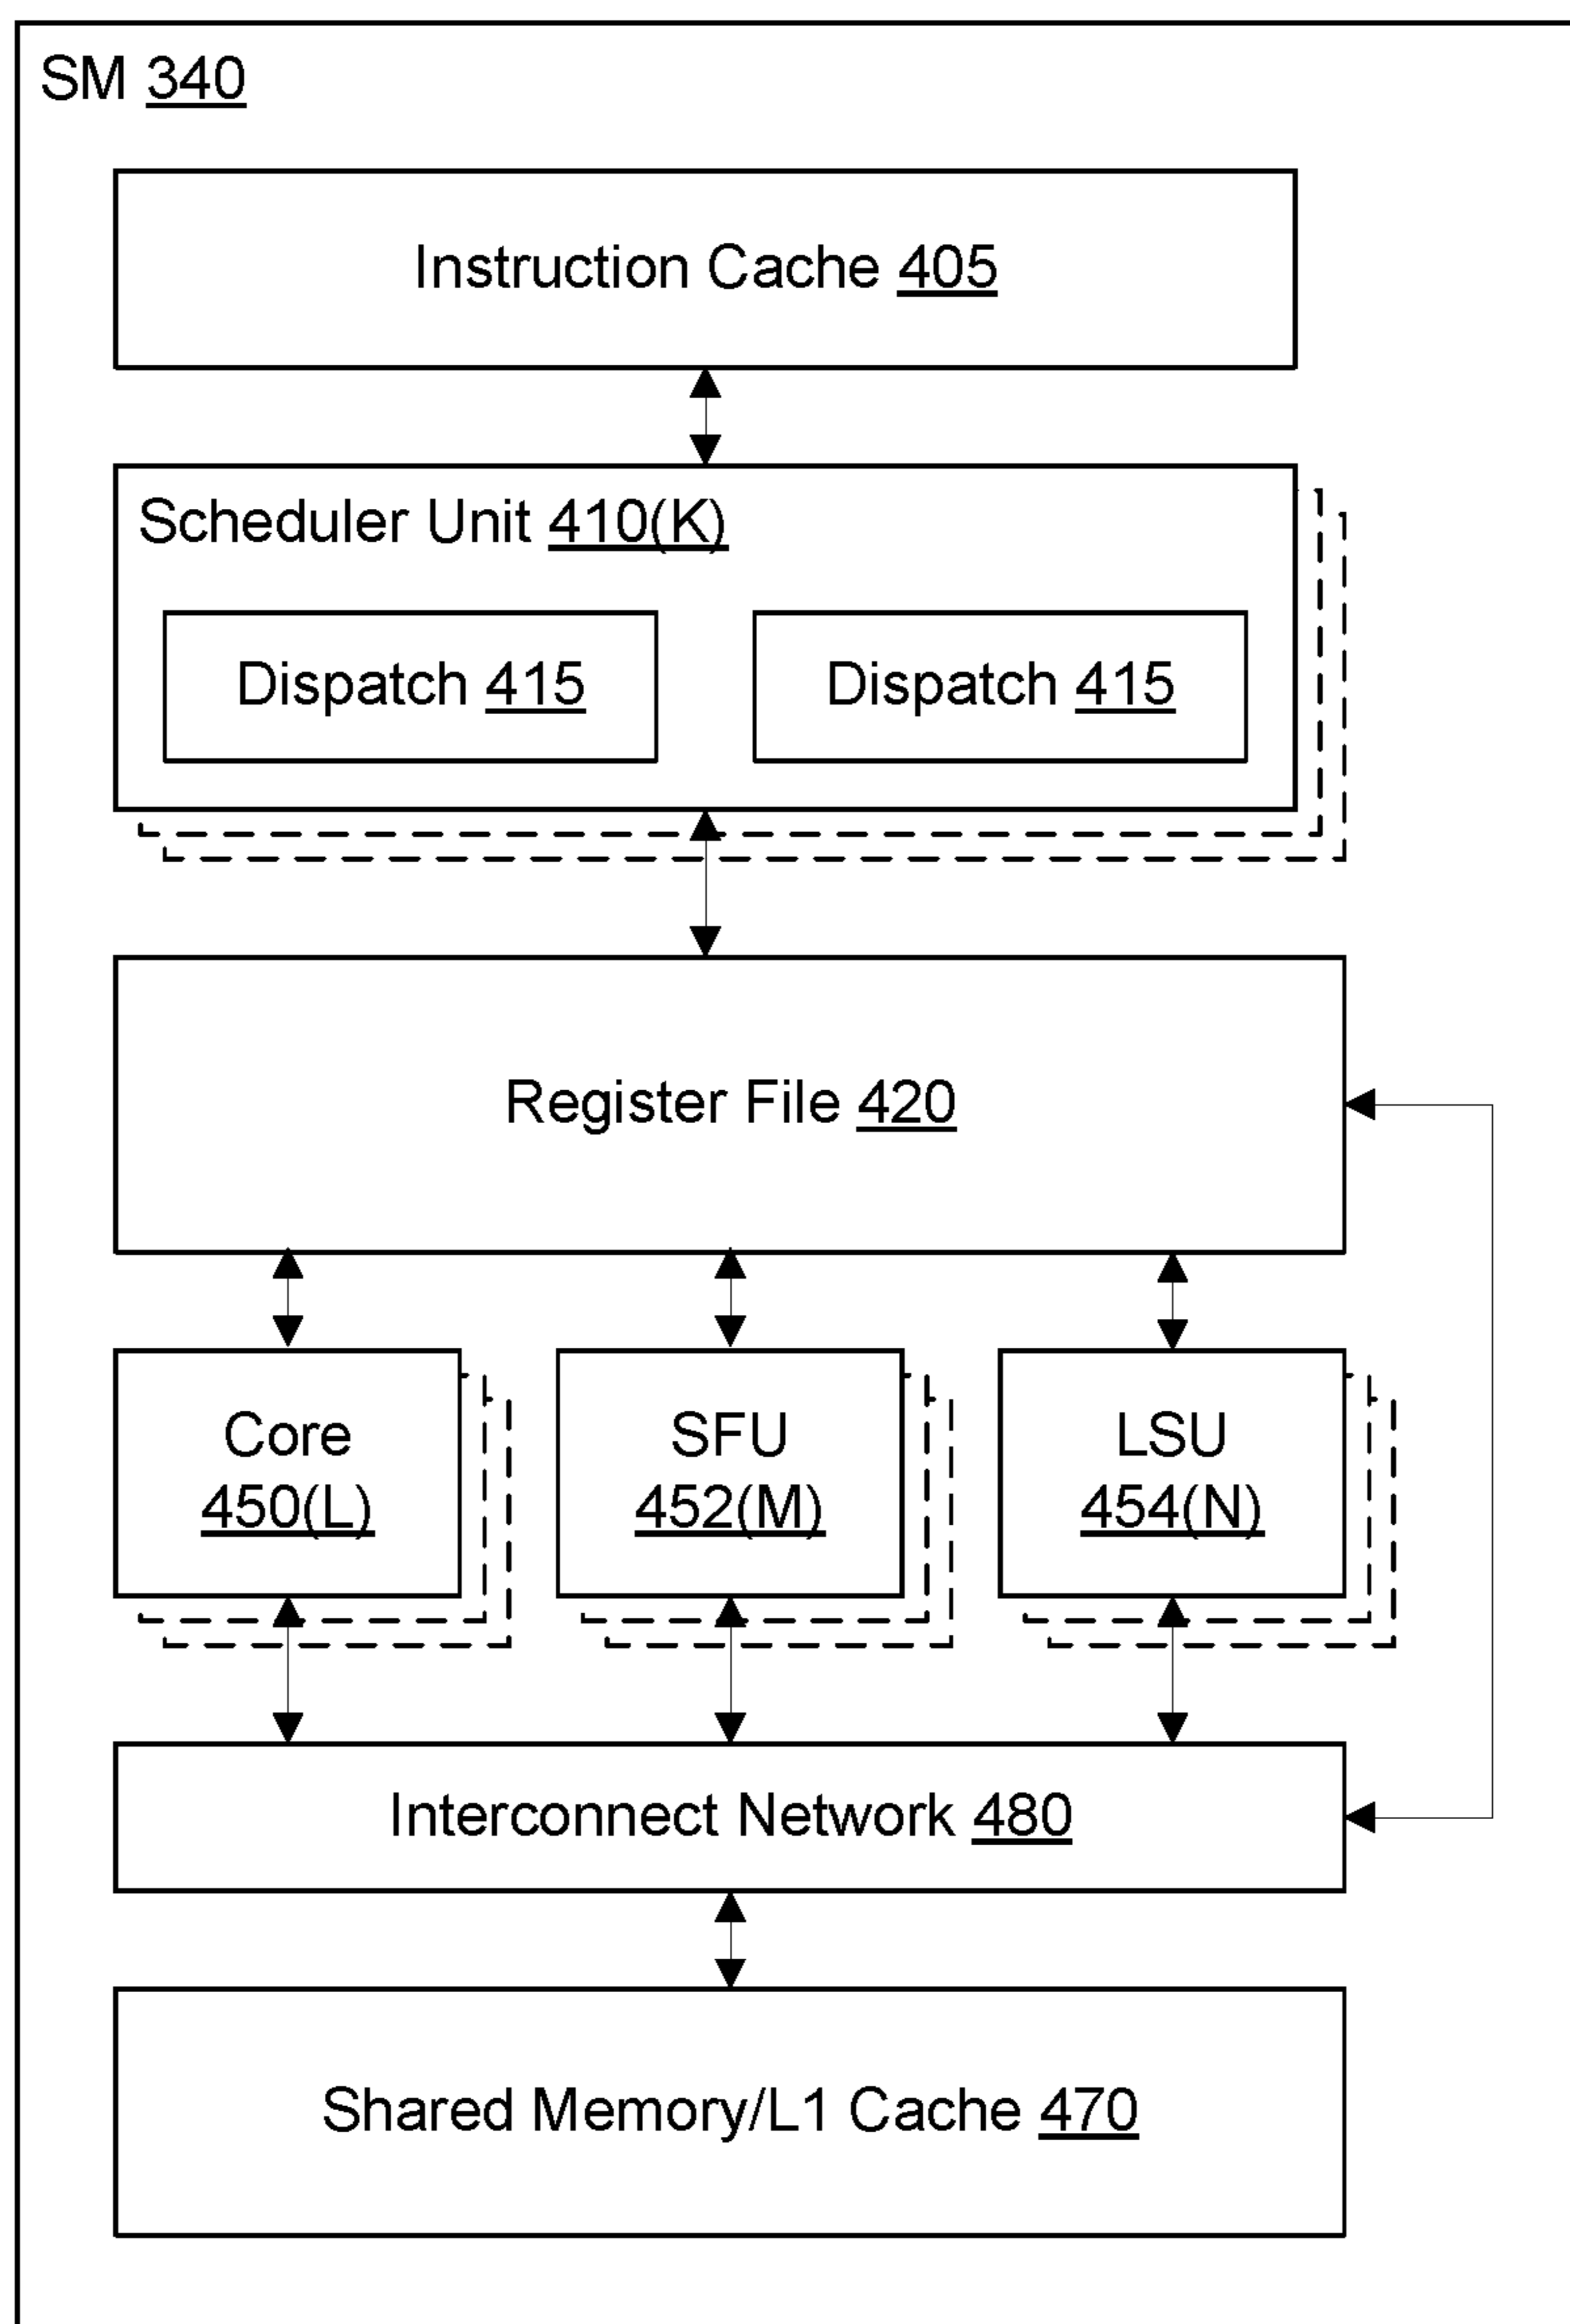 SM 340
Instruction Cache 405
Scheduler Unit 410(K)
Dispatch 415
Dispatch 415
Register File 420
Core
450(L)
SFU
452(M)
LSU
454(N)
Interconnect Network 480
Shared Memory/L1 Cache 470